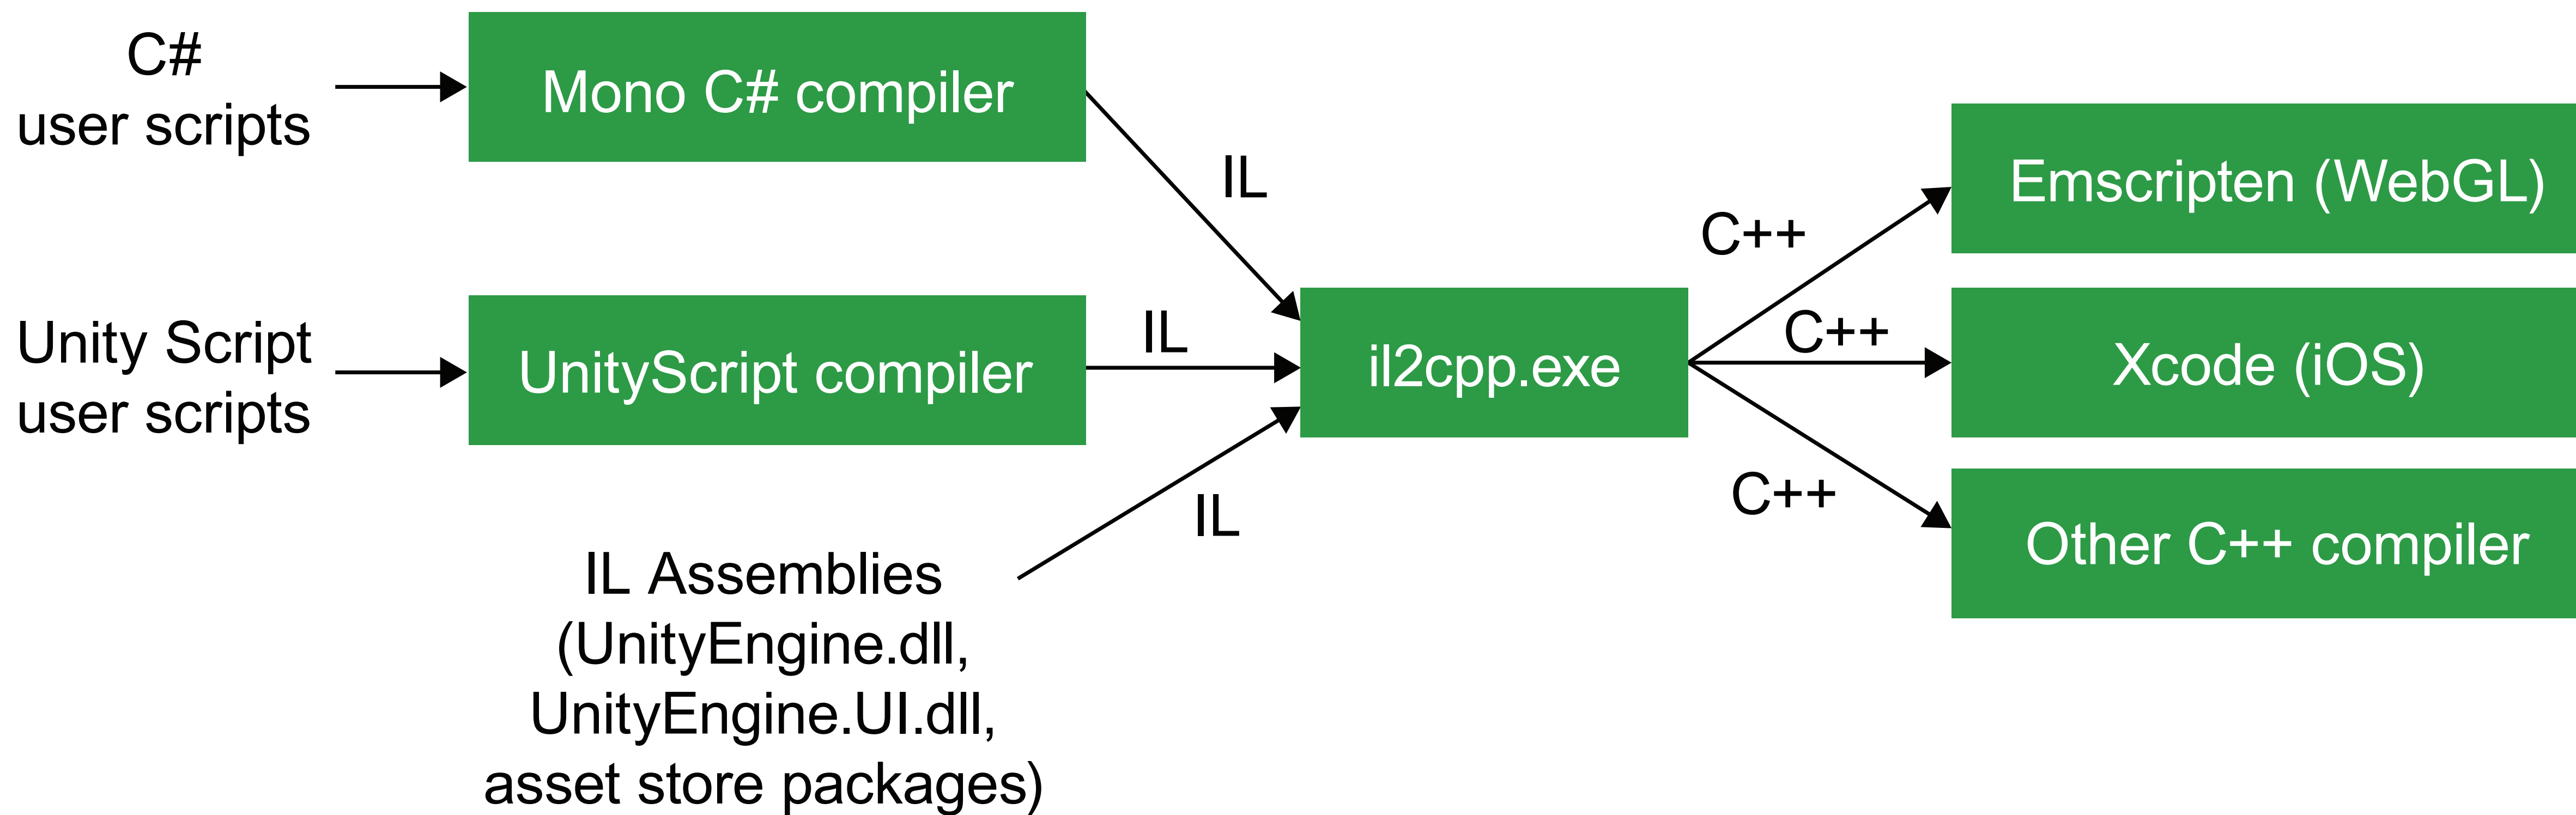 C#
user scripts
Mono C# compiler
IL
Emscripten (WebGL)
C++
Unity Script
user scripts
UnityScript compiler
IL
il2cpp.exe
C++
Xcode (iOS)
IL
C++
Other C++ compiler
IL Assemblies
(UnityEngine.dll,
UnityEngine.UI.dll,
asset store packages)